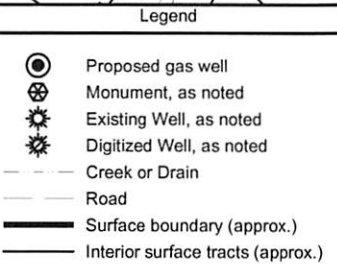 Legend
Proposed gas well
Monument, as noted
Existing Well, as noted
Digitized Well, as noted
Creek or Drain
Road
Surface boundary (approx.)
Interior surface tracts (approx.)